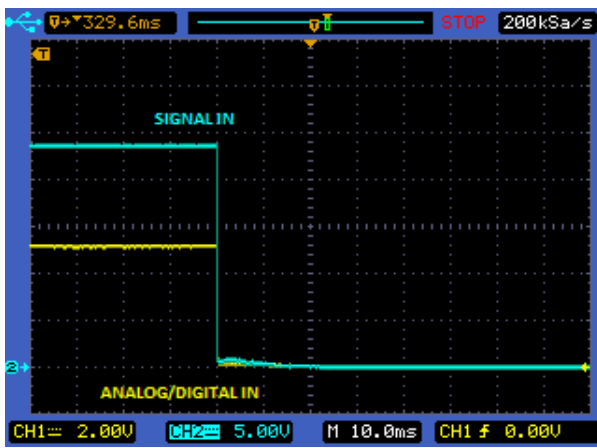 ▼→▼329.6ms T STOP 200kSa/s
T
SIGNAL IN
2
ANALOG/DIGITAL IN
CH1 2.00V CH2 5.00V M 10.0ms CH1 ƒ 0.00V